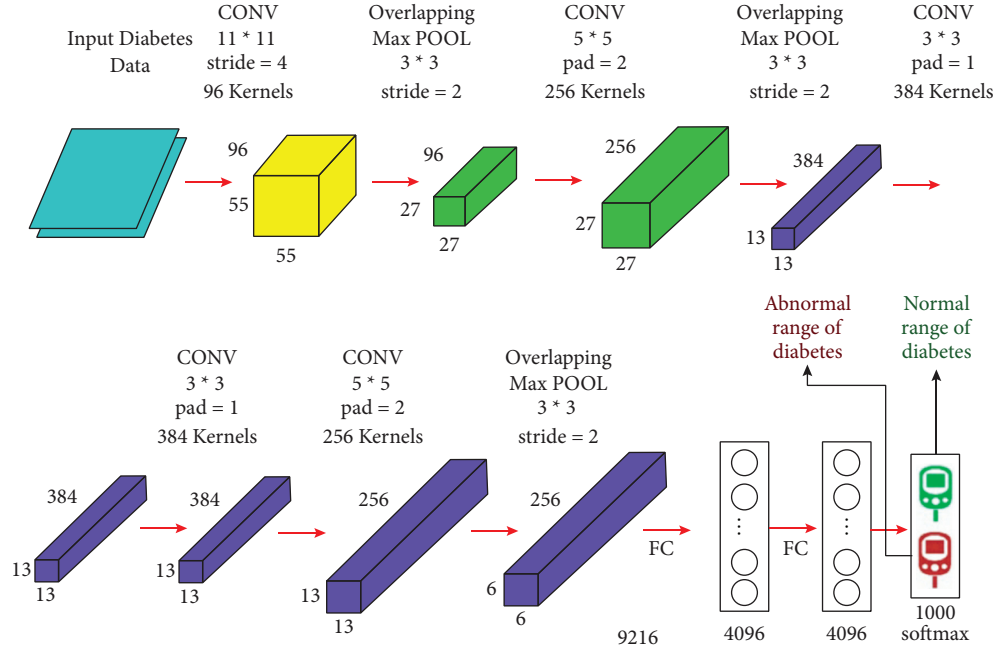 Input Diabetes
Data
CONV
11 * 11
stride = 4
96 Kernels
Overlapping
Max POOL
3 * 3
stride = 2
CONV
5 * 5
pad = 2
256 Kernels
Overlapping
Max POOL
3 * 3
stride = 2
CONV
3 * 3
pad = 1
384 Kernels
96
55
55
96
27
27
256
27
27
384
13
13
Abnormal
range of
diabetes
Normal
range of
diabetes
CONV
3 * 3
pad = 1
384 Kernels
CONV
5 * 5
pad = 2
256 Kernels
Overlapping
Max POOL
3 * 3
stride = 2
384
13
13
384
13
13
256
13
13
256
6
6
FC
FC
9216
4096
4096
1000
softmax